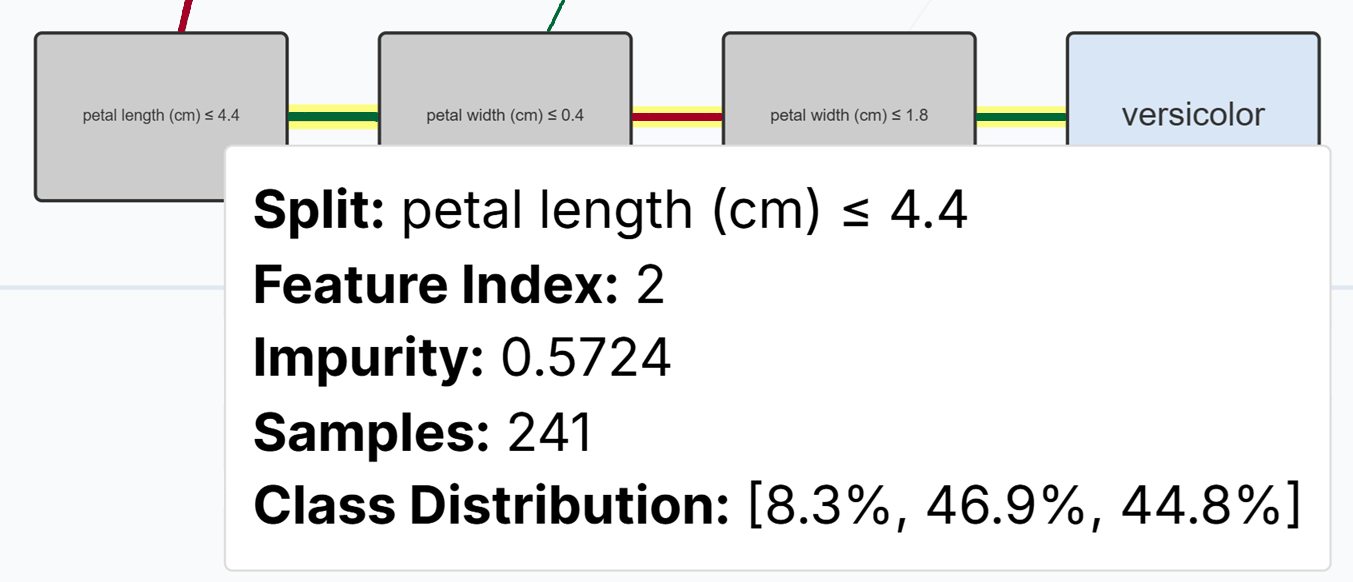 petal length (cm) ≤ 4.4
petal width (cm) ≤ 0.4
petal width (cm) ≤ 1.8
versicolor
Split: petal length (cm) ≤ 4.4
Feature Index: 2
Impurity: 0.5724
Samples: 241
Class Distribution: [8.3%, 46.9%, 44.8%]